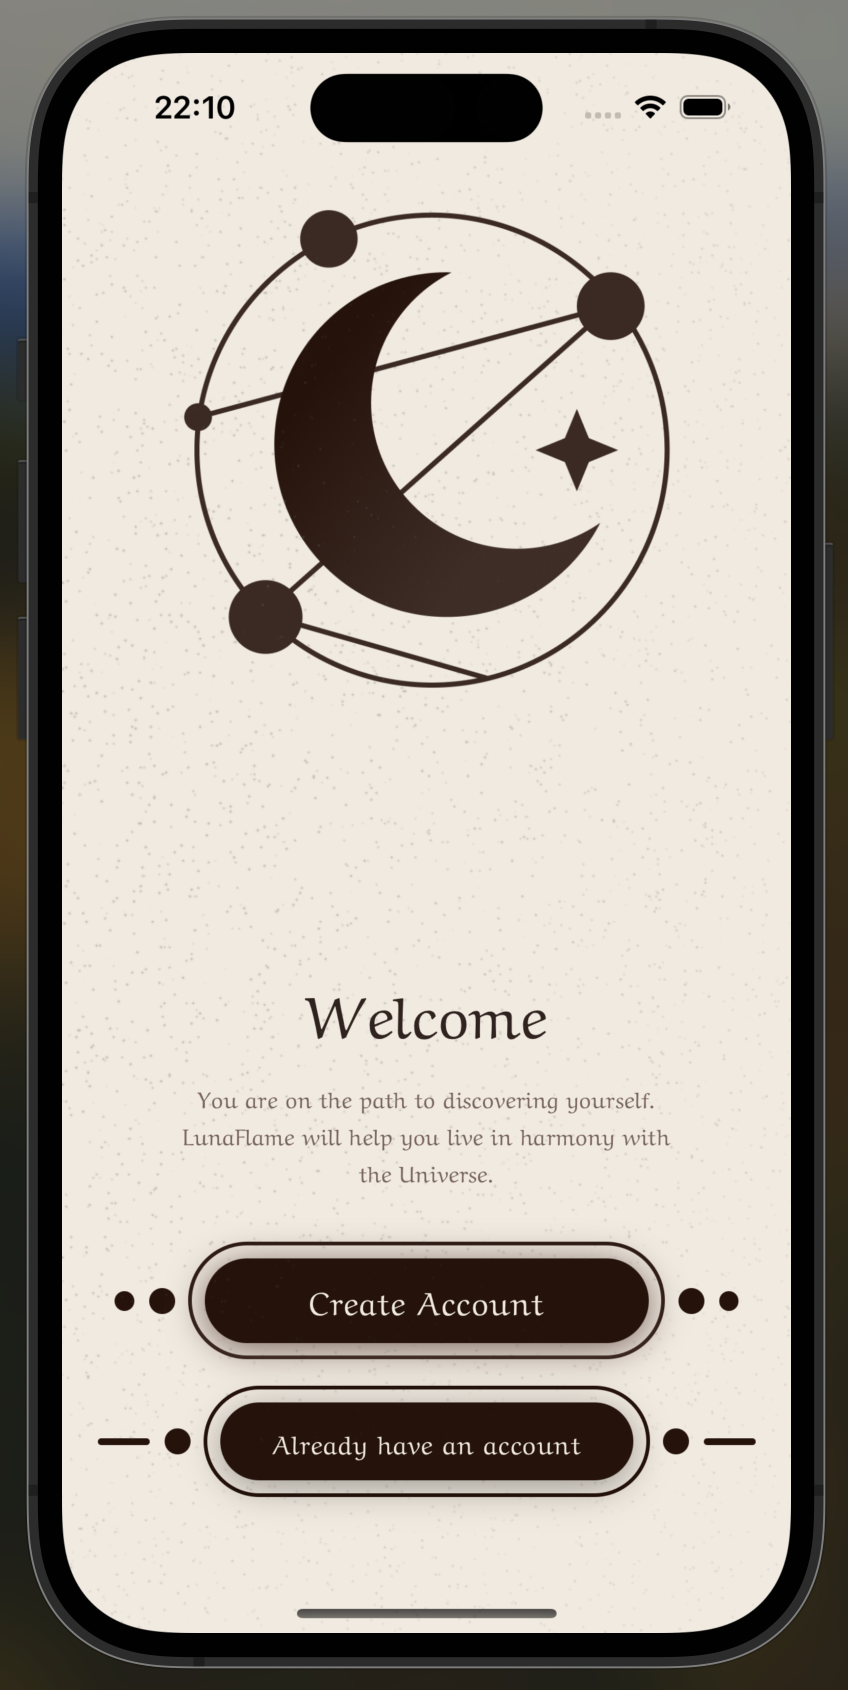 22:10
Welcome
You are on the path to discovering yourself.
LunaFlame will help you live in harmony with
the Universe.
Create Account
Already have an account